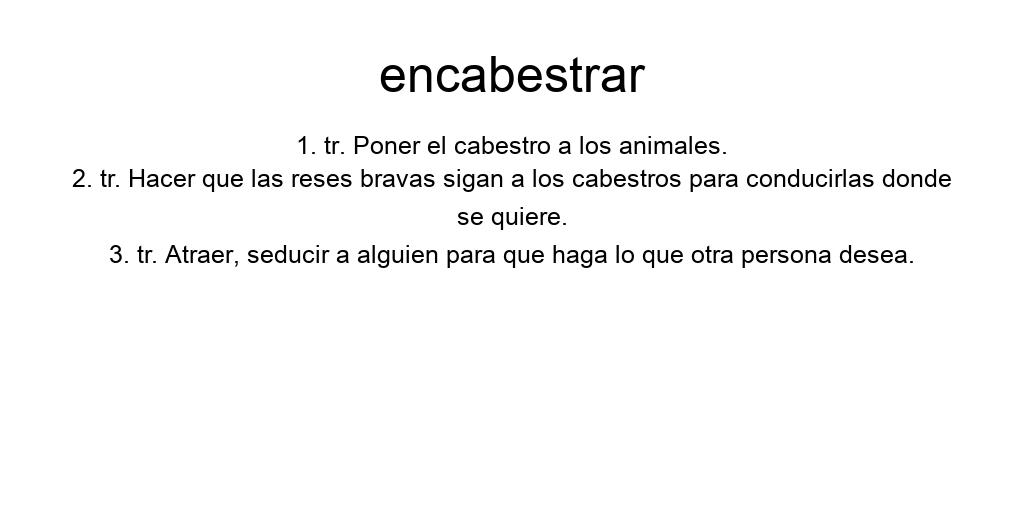 encabestrar
1. tr. Poner el cabestro a los animales.
2. tr. Hacer que las reses bravas sigan a los cabestros para conducirlas donde
se quiere.
3. tr. Atraer, seducir a alguien para que haga lo que otra persona desea.